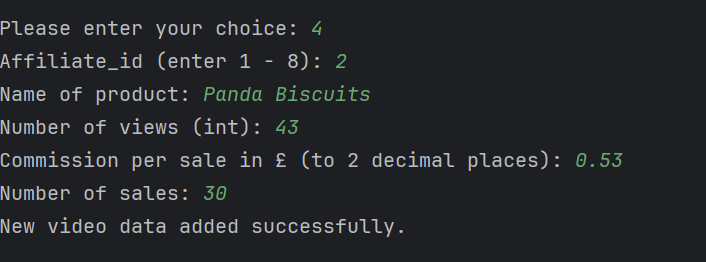 Please enter your choice: 4
Affiliate_id (enter 1 - 8): 2
Name of product: Panda Biscuits
Number of views (int): 43
Commission per sale in £ (to 2 decimal places): 0.53
Number of sales: 30
New video data added successfully.